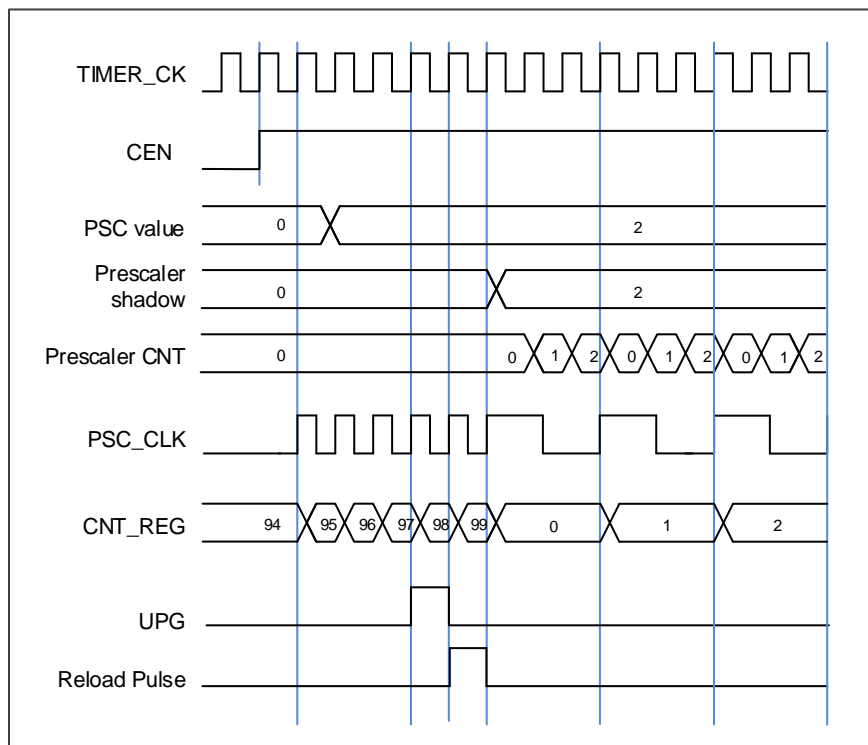 TIMER_CK
CEN
PSC value 0 2
Prescaler
shadow 0 2
Prescaler CNT 0 0 1 2 0 1 2 0 1 2
PSC_CLK
CNT_REG 94 95 96 97 98 99 0 1 2
UPG
Reload Pulse